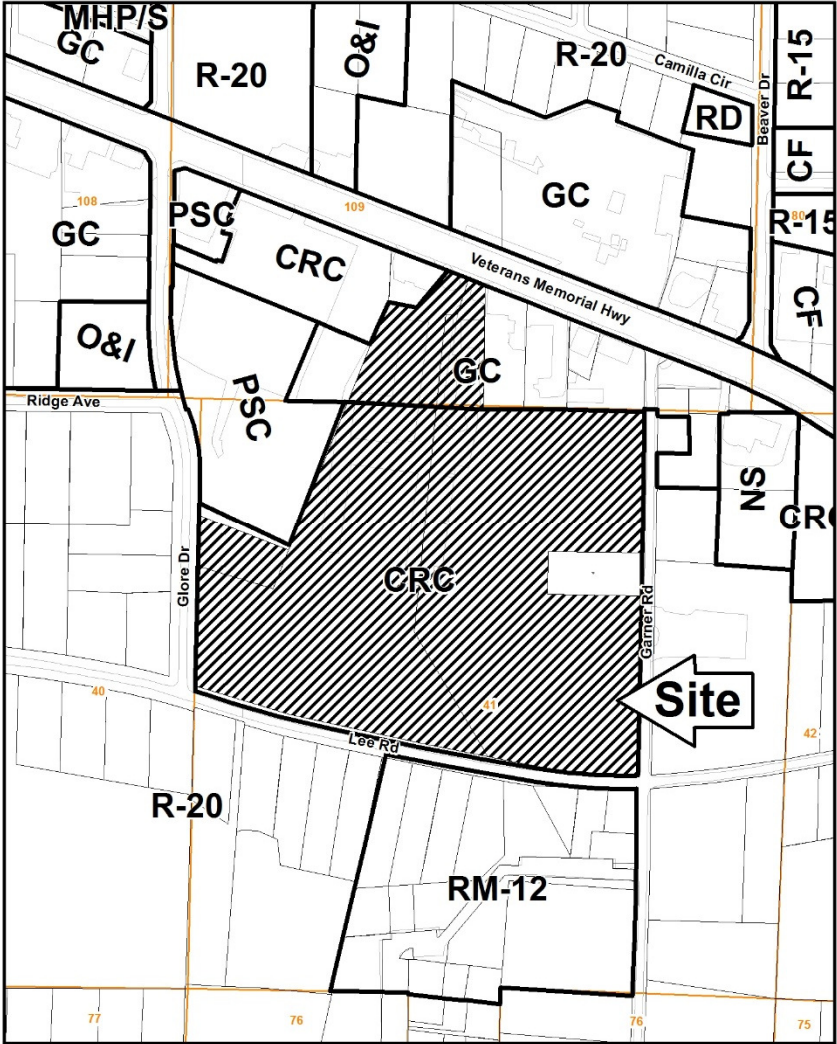 MHP/S
GC
R-20
O&I
R-20
Camilla Cir
RD
Beaver Dr
R-15
CF
R-15
80
CF
108
GC
PSC
109
CRC
GC
Veterans Memorial Hwy
O&I
PSC
GC
Ridge Ave
NS
CRC
Glore Dr
CRC
Garner Rd
Site
40
41
42
Lee Rd
R-20
RM-12
77
76
76
75